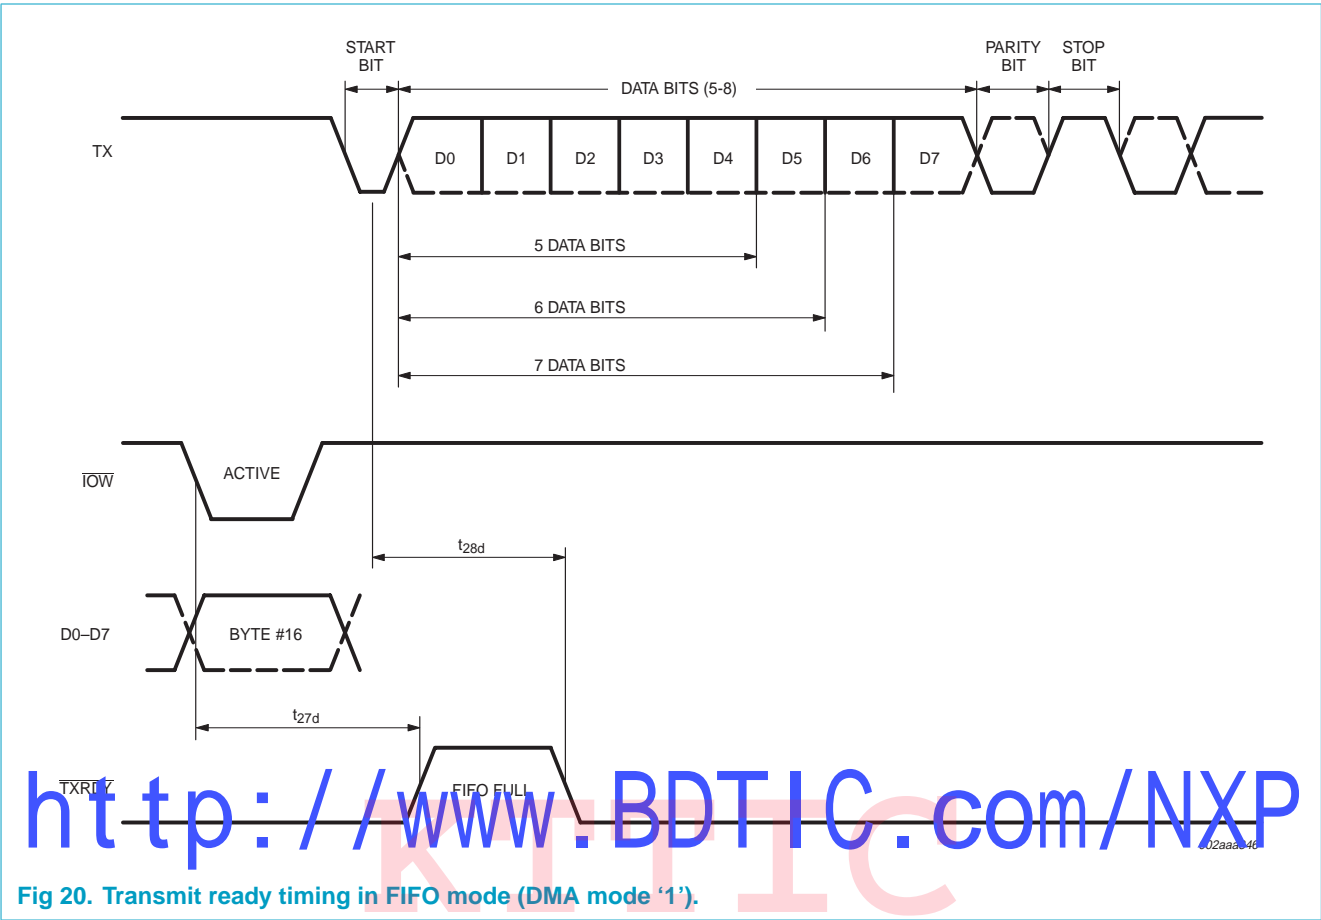 START
BIT
DATA BITS (5-8)
PARITY
BIT
STOP
BIT
TX
D0 D1 D2 D3 D4 D5 D6 D7
5 DATA BITS
6 DATA BITS
7 DATA BITS
IOW
ACTIVE
t28d
D0–D7
BYTE #16
t27d
TXRDY
FIFO FULL
http://www.BDTIC.com/NXP
KTTIC
Fig 20. Transmit ready timing in FIFO mode (DMA mode ‘1’).